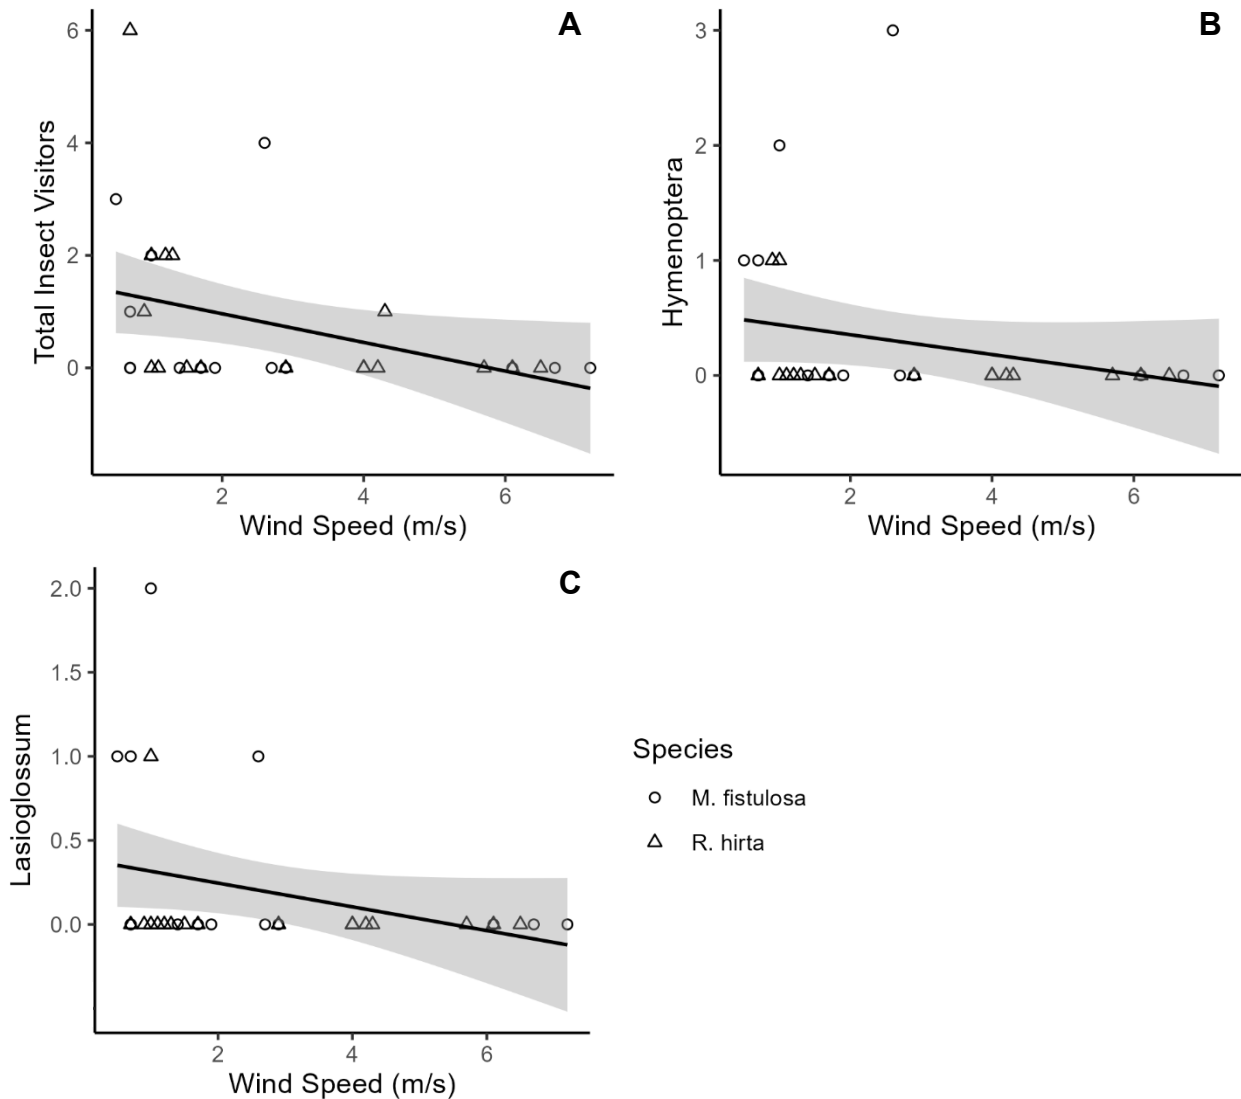 A
6
4
2
0
Total Insect Visitors
2 4 6
Wind Speed (m/s)
B
3
2
1
0
Hymenoptera
2 4 6
Wind Speed (m/s)
C
2.0
1.5
1.0
0.5
0.0
Lasioglossum
2 4 6
Wind Speed (m/s)
Species
M. fistulosa
R. hirta